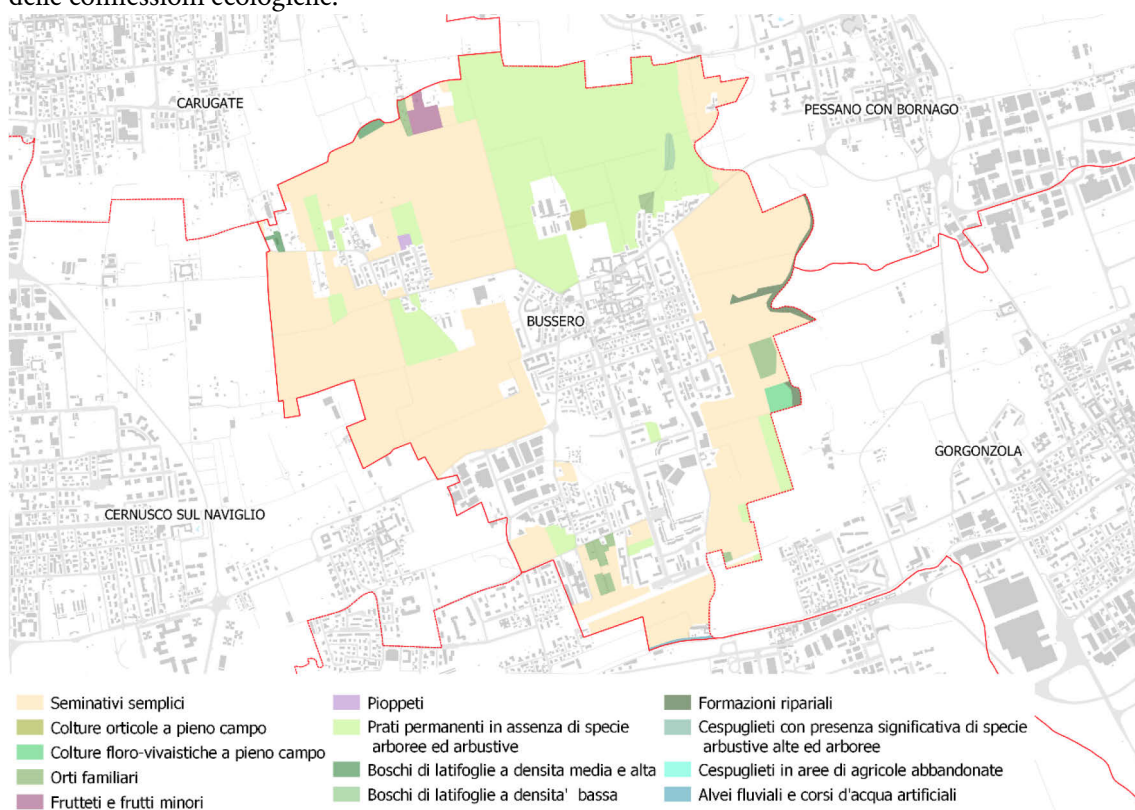 delle connessioni ecologiche.
CARUGATE
PESSANO CON BORNAGO
BUSSERO
GORGONZOLA
CERNUSCO SUL NAVIGLIO
Seminativi semplici
Colture orticole a pieno campo
Colture floro-vivaistiche a pieno campo
Orti familiari
Frutteti e frutti minori
Pioppeti
Prati permanenti in assenza di specie
arboree ed arbustive
Boschi di latifoglie a densita media e alta
Boschi di latifoglie a densita' bassa
Formazioni ripariali
Cespuglieti con presenza significativa di specie
arbustive alte ed arboree
Cespuglieti in aree di agricole abbandonate
Alvei fluviali e corsi d'acqua artificiali